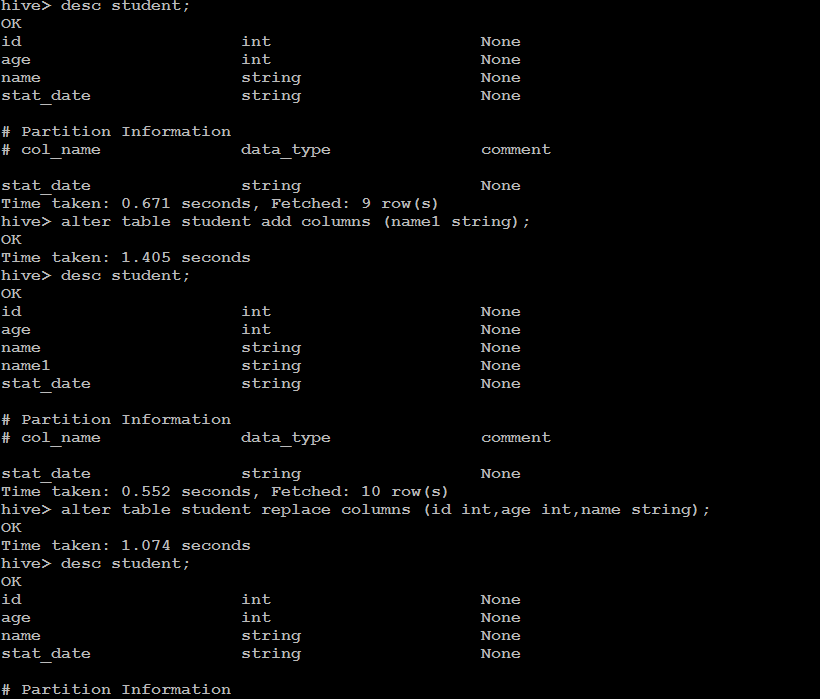 hive> desc student;
OK
id int None
age int None
name string None
stat_date string None
# Partition Information
# col_name data_type comment
stat_date string None
Time taken: 0.671 seconds, Fetched: 9 row(s)
hive> alter table student add columns (name1 string);
OK
Time taken: 1.405 seconds
hive> desc student;
OK
id int None
age int None
name string None
name1 string None
stat_date string None
# Partition Information
# col_name data_type comment
stat_date string None
Time taken: 0.552 seconds, Fetched: 10 row(s)
hive> alter table student replace columns (id int,age int,name string);
OK
Time taken: 1.074 seconds
hive> desc student;
OK
id int None
age int None
name string None
stat_date string None
# Partition Information